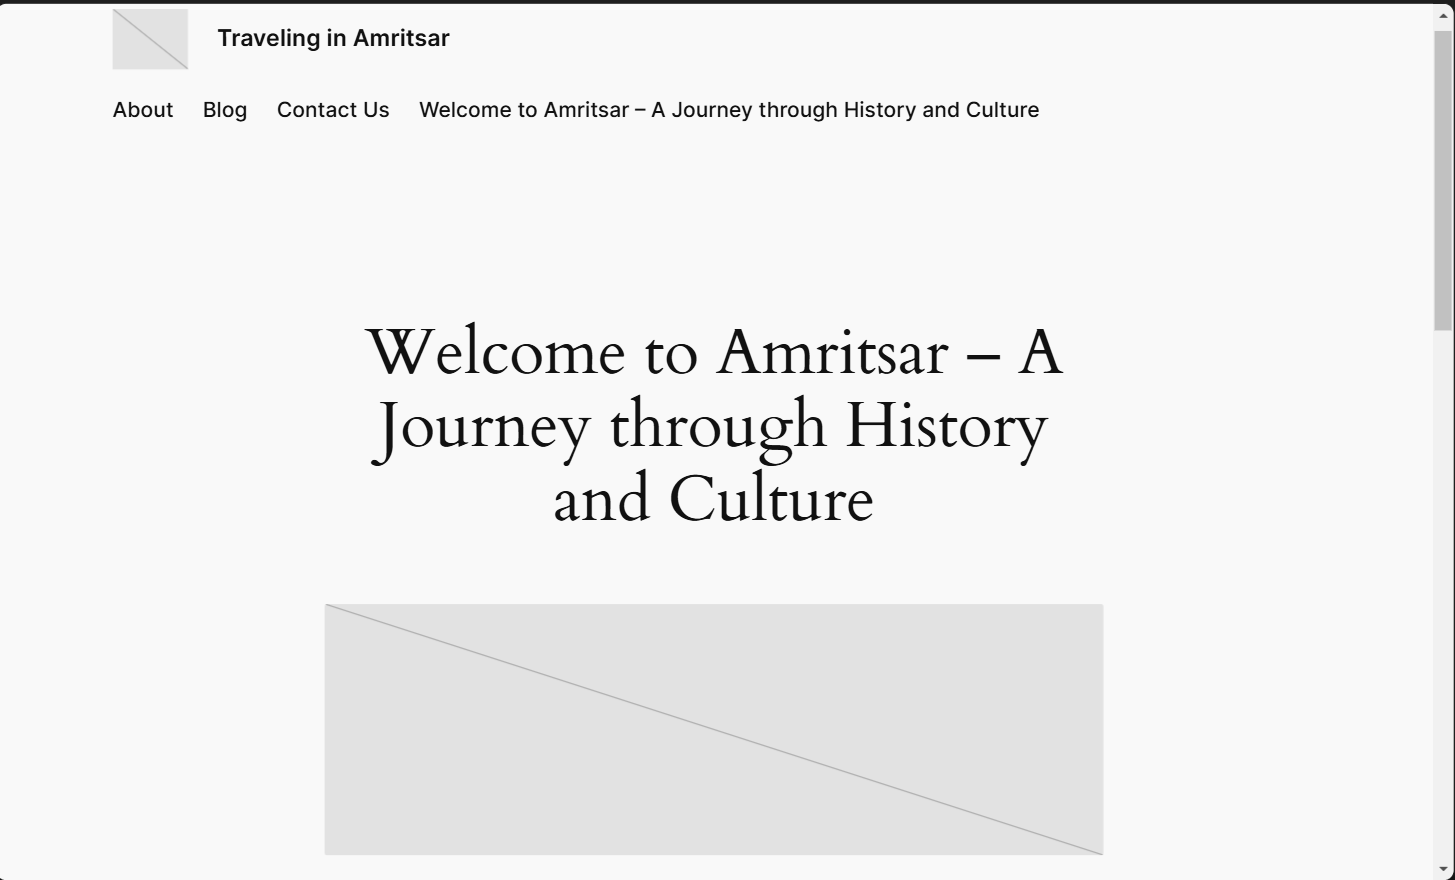 Traveling in Amritsar
About Blog Contact Us Welcome to Amritsar – A Journey through History and Culture
Welcome to Amritsar – A
Journey through History
and Culture